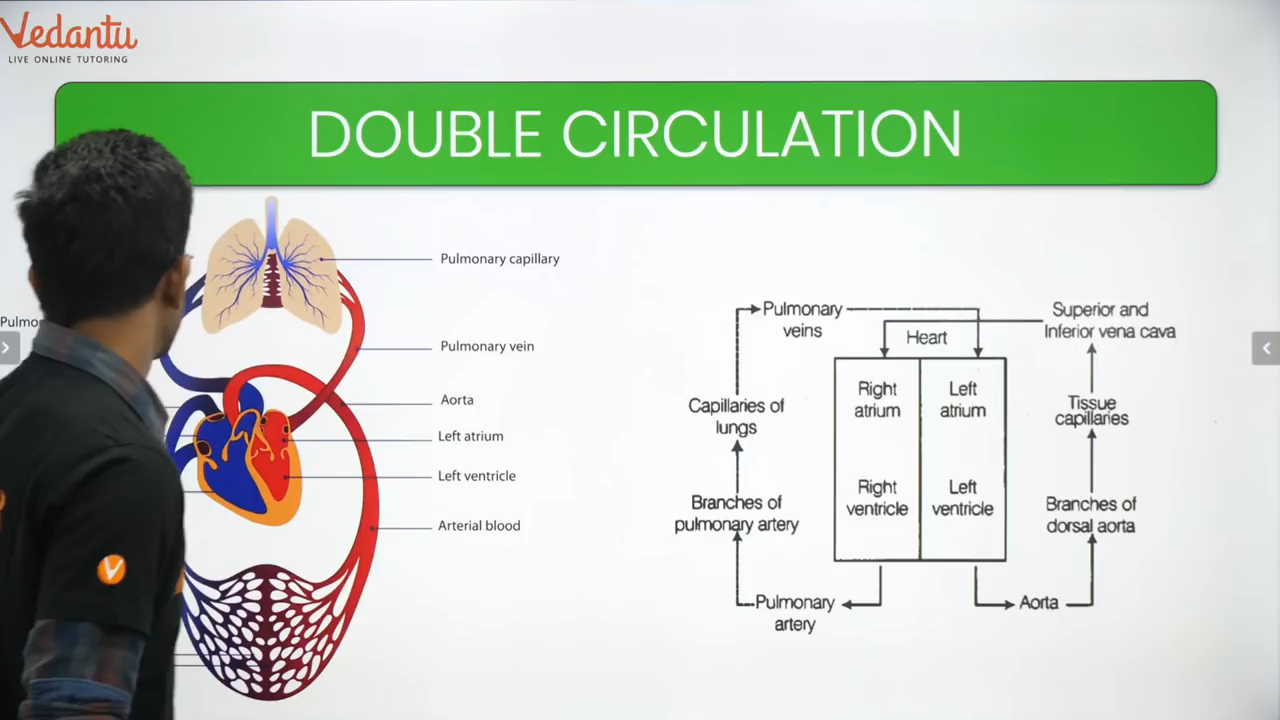 Vedantu
LIVE ONLINE TUTORING
DOUBLE CIRCULATION
Pulmonary capillary
Pulmonary vein
Aorta
Left atrium
Left ventricle
Arterial blood
Pulmonary
veins
Heart
Superior and
Inferior vena cava
Right
atrium
Left
atrium
Capillaries of
lungs
Tissue
capillaries
Right
ventricle
Left
ventricle
Branches of
pulmonary artery
Branches of
dorsal aorta
Pulmonary
artery
Aorta